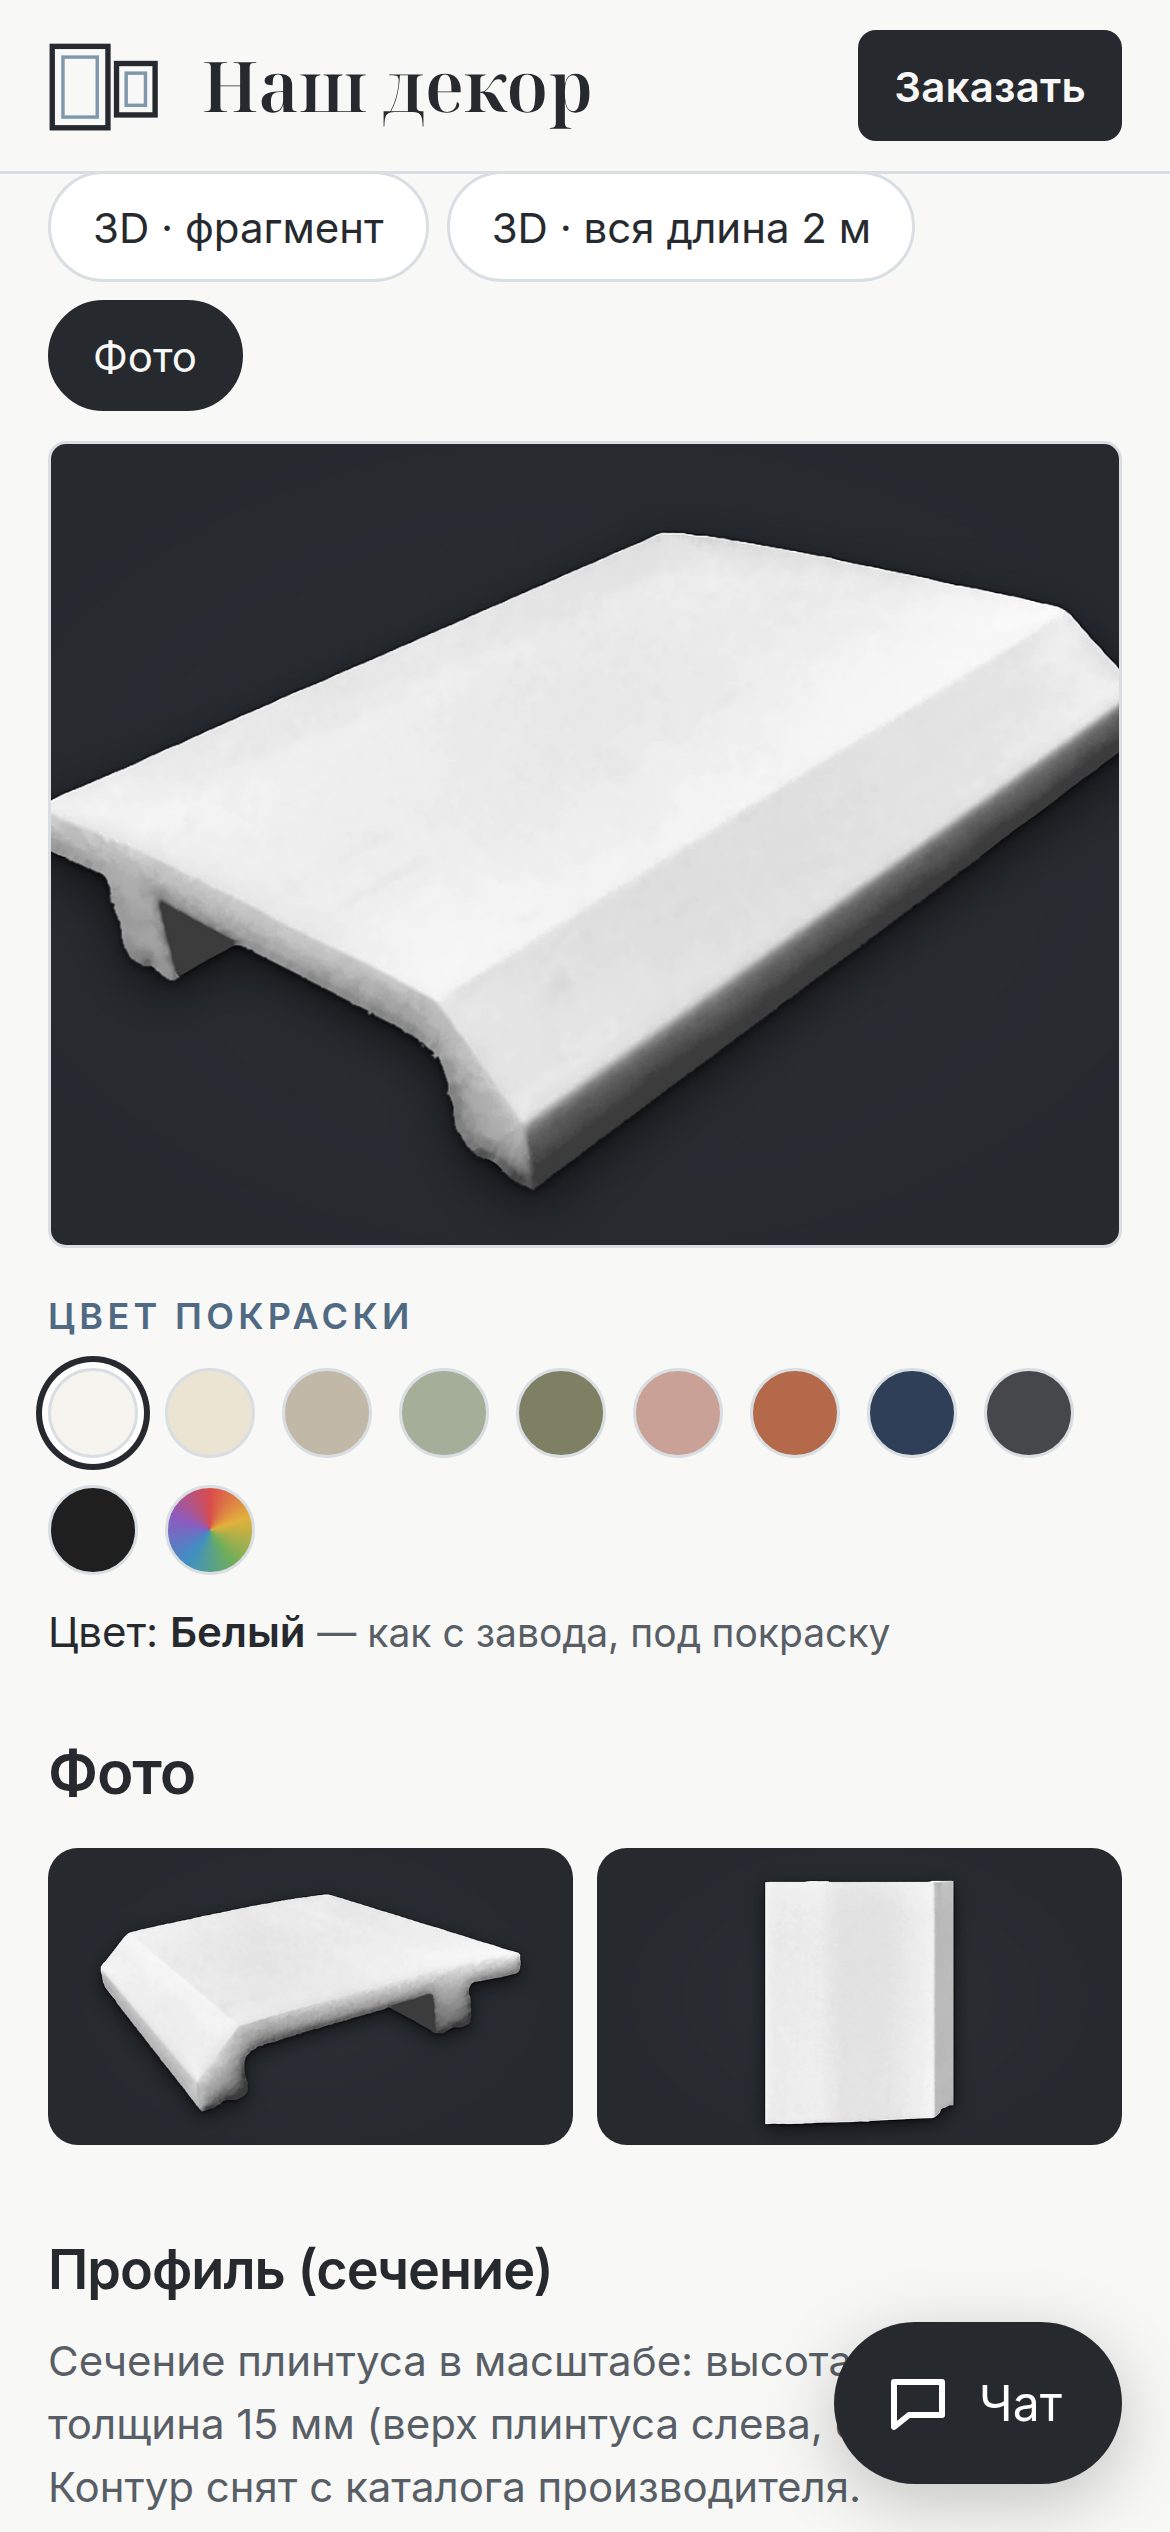 Наш декор
Заказать
3D · фрагмент
3D · вся длина 2 м
Фото
ЦВЕТ ПОКРАСКИ
Цвет: Белый — как с завода, под покраску
Фото
Профиль (сечение)
Сечение плинтуса в масштабе: высота
толщина 15 мм (верх плинтуса слева,
Контур снят с каталога производителя.
Чат